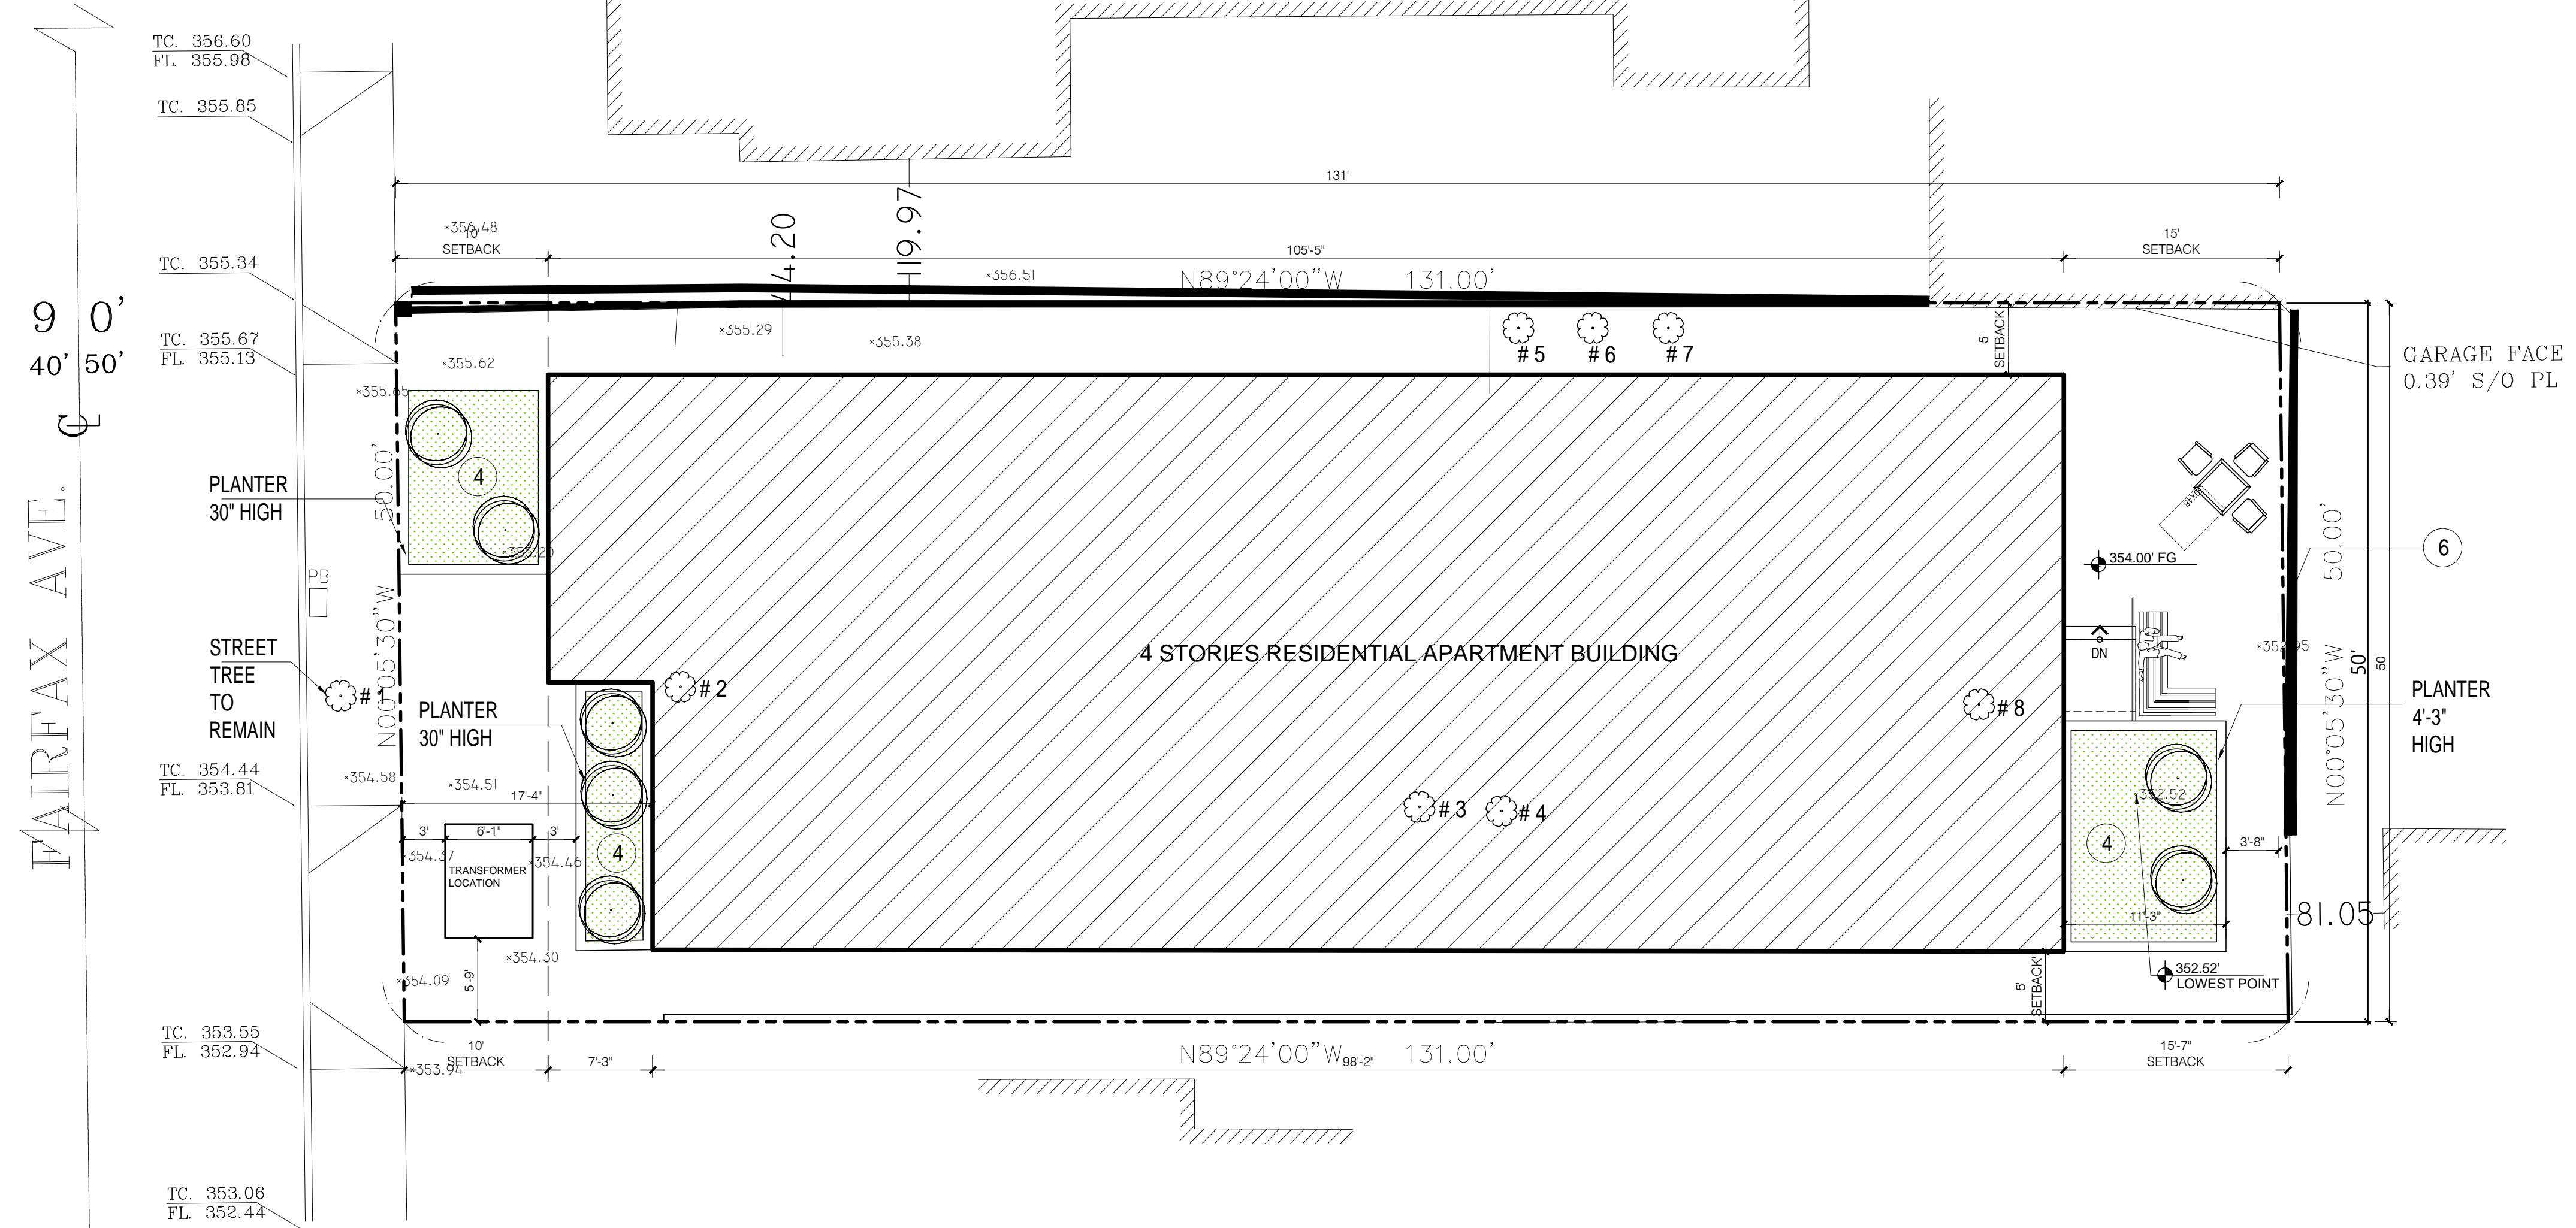 TC. 356.60
FL. 355.98
TC. 355.85
131'
×356.48
10'
SETBACK
44.20
119.97
105'-5"
15'
SETBACK
TC. 355.34
×356.51
N89°24'00"W 131.00'
9 0'
40' 50'
TC. 355.67
FL. 355.13
×355.29
×355.38
×355.62
×355.65
#5
#6
#7
5'
SETBACK
GARAGE FACE
0.39' S/O PL
FAIRFAX AVE.
℄
PLANTER
30" HIGH
50.00'
N00°05'30"W
4
PB
354.00' FG
50.00'
N00°05'30"W
6
STREET
TREE
TO
REMAIN
#1
#2
4 STORIES RESIDENTIAL APARTMENT BUILDING
DN
50'
50'
PLANTER
30" HIGH
#8
PLANTER
4'-3"
HIGH
TC. 354.44
FL. 353.81
×354.58
×354.51
17'-4"
#3
#4
352.52
3'
6'-1"
3'
×354.37
×354.46
TRANSFORMER
LOCATION
4
4
3'-8"
11'-3"
81.05
×354.30
×354.09
5'-9"
352.52'
LOWEST POINT
5'
SETBACK'
TC. 353.55
FL. 352.94
10'
SETBACK
×353.94
7'-3"
N89°24'00"W 131.00'
98'-2"
15'-7"
SETBACK
TC. 353.06
FL. 352.44